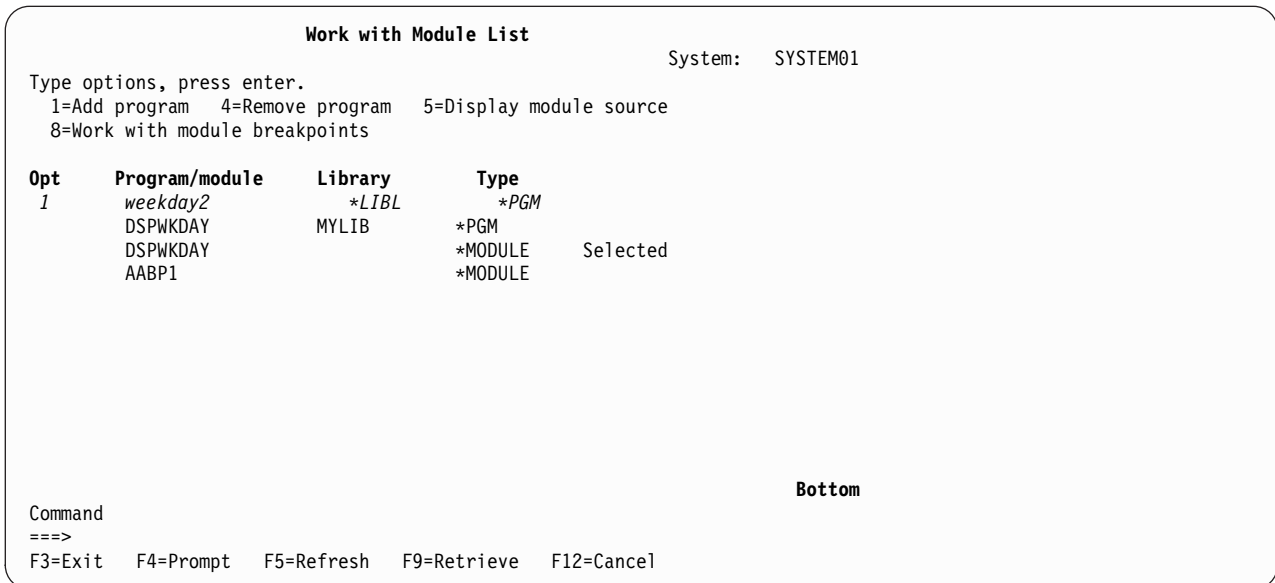 Work with Module List
System: SYSTEM01
Type options, press enter.
1=Add program 4=Remove program 5=Display module source
8=Work with module breakpoints
Opt Program/module Library Type
1 weekday2 *LIBL *PGM
DSPWKDAY MYLIB *PGM
DSPWKDAY *MODULE Selected
AABP1 *MODULE
Bottom
Command
===>
F3=Exit F4=Prompt F5=Refresh F9=Retrieve F12=Cancel